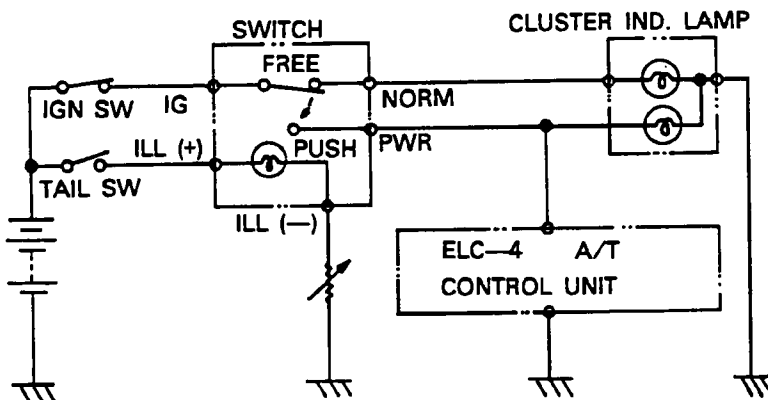 SWITCH
CLUSTER IND. LAMP
FREE
IGN SW
IG
NORM
ILL (+)
PUSH
PWR
TAIL SW
ILL (—)
ELC—4 A/T
CONTROL UNIT